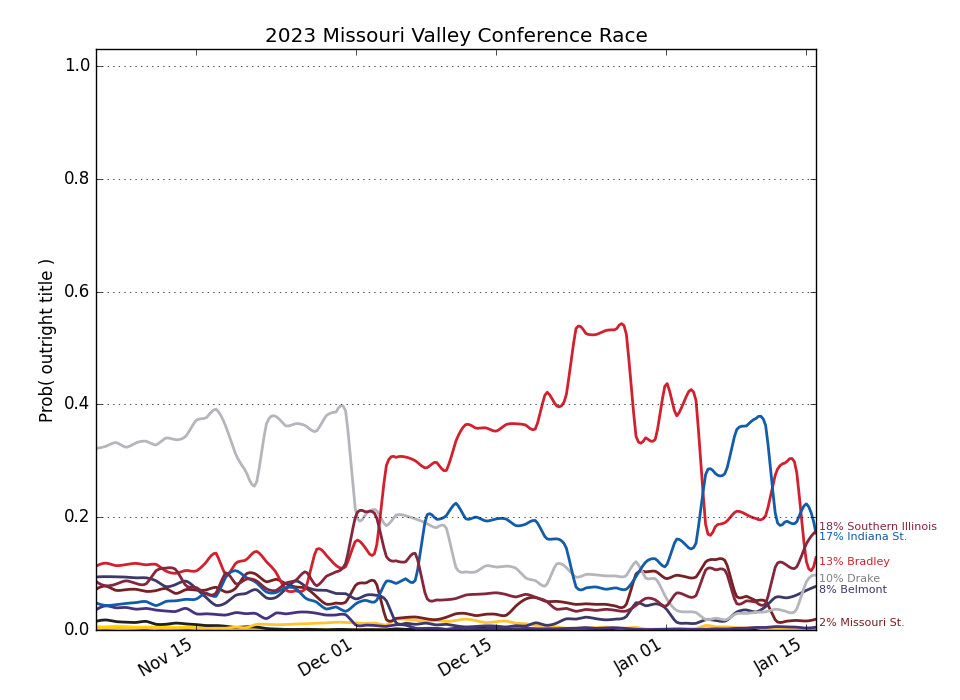 2023 Missouri Valley Conference Race
Prob( outright title )
1.0
0.8
0.6
0.4
0.2
0.0
Nov 15
Dec 01
Dec 15
Jan 01
Jan 15
18% Southern Illinois
17% Indiana St.
13% Bradley
10% Drake
8% Belmont
2% Missouri St.